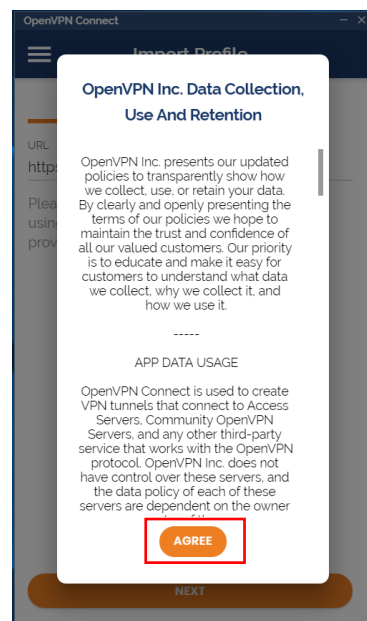 OpenVPN Connect
Import Profile
OpenVPN Inc. Data Collection,
Use And Retention
URL
http
Plea
using
prov
OpenVPN Inc. presents our updated
policies to transparently show how
we collect, use, or retain your data.
By clearly and openly presenting the
terms of our policies we hope to
maintain the trust and confidence of
all our valued customers. Our priority
is to educate and make it easy for
customers to understand what data
we collect, why we collect it, and
how we use it.
-----
APP DATA USAGE
OpenVPN Connect is used to create
VPN tunnels that connect to Access
Servers, Community OpenVPN
Servers, and any other third-party
service that works with the OpenVPN
protocol. OpenVPN Inc. does not
have control over these servers, and
the data policy of each of these
servers are dependent on the owner
AGREE
NEXT